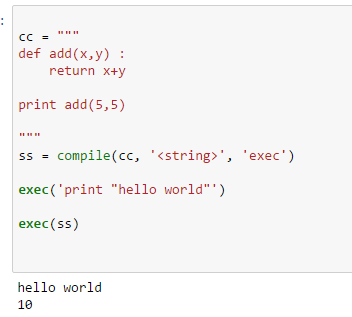 :
cc = """
def add(x,y) :
    return x+y
print add(5,5)
"""
ss = compile(cc, '<string>', 'exec')
exec('print "hello world"')
exec(ss)
hello world
10